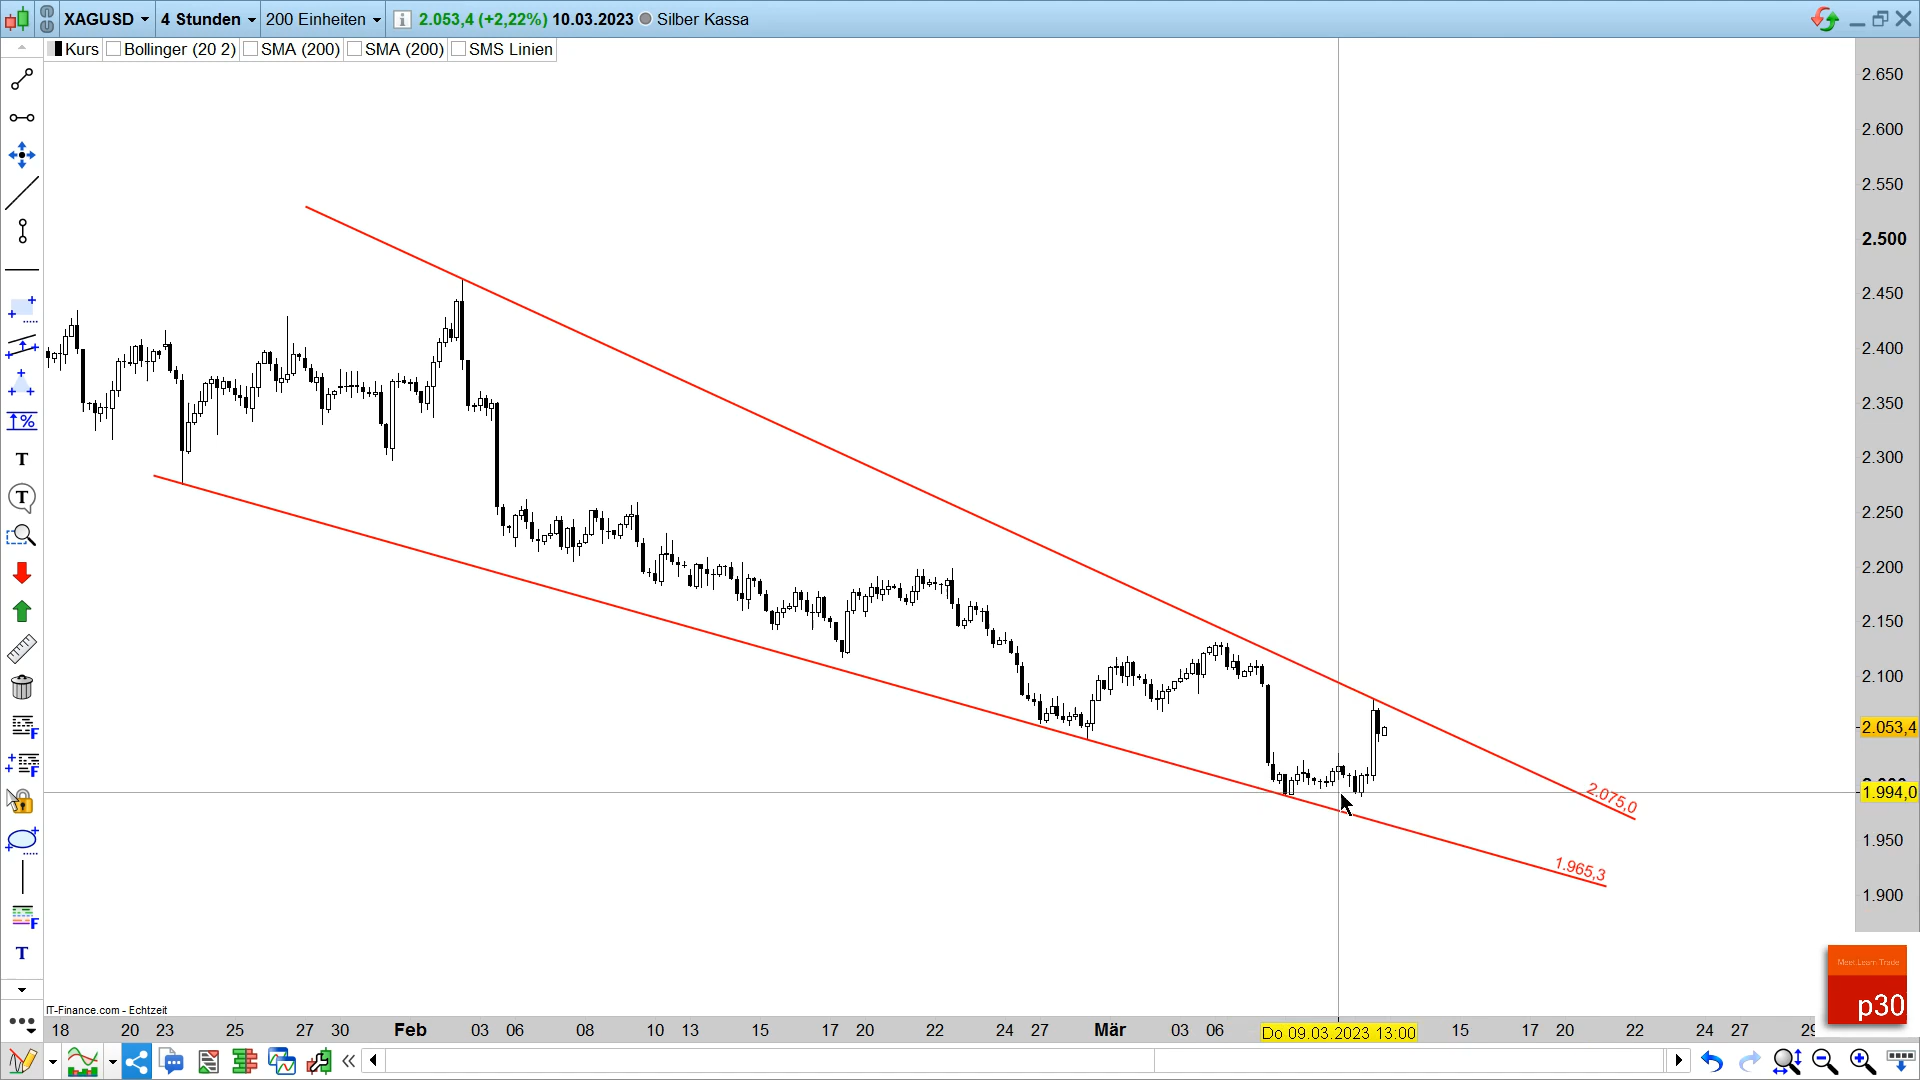 XAGUSD 4 Stunden 200 Einheiten i 2.053,4 (+2,22%) 10.03.2023 Silber Kassa
Kurs Bollinger (20 2) SMA (200) SMA (200) SMS Linien
2.650
2.600
2.550
2.500
2.450
2.400
2.350
2.300
2.250
2.200
2.150
2.100
2.053,4
1.994,0
1.950
1.900
2.075,0
1.965,3
%
T
T
F
F
F
T
Meet Learn Trade
p30
IT-Finance.com - Echtzeit
18 20 23 25 27 30 Feb 03 06 08 10 13 15 17 20 22 24 27 Mär 03 06 Do 09.03.2023 13:00 15 17 20 22 24 27 29